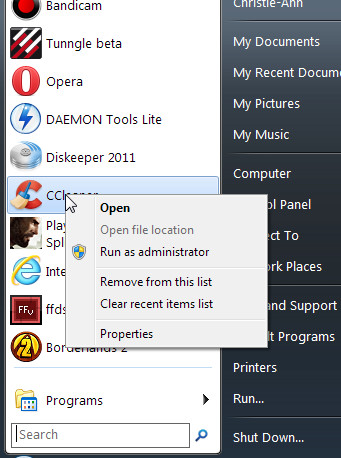 Bandicam
Tunngle beta
Opera
DAEMON Tools Lite
Diskeeper 2011
CCleaner
Play
Spli
Inte
ffds
Borderlands 2
Programs
Search
Open
Open file location
Run as administrator
Remove from this list
Clear recent items list
Properties
Christie-Ann
My Documents
My Recent Docume
My Pictures
My Music
Computer
ol Panel
ct To
ork Places
and Support
lt Programs
Printers
Run...
Shut Down...